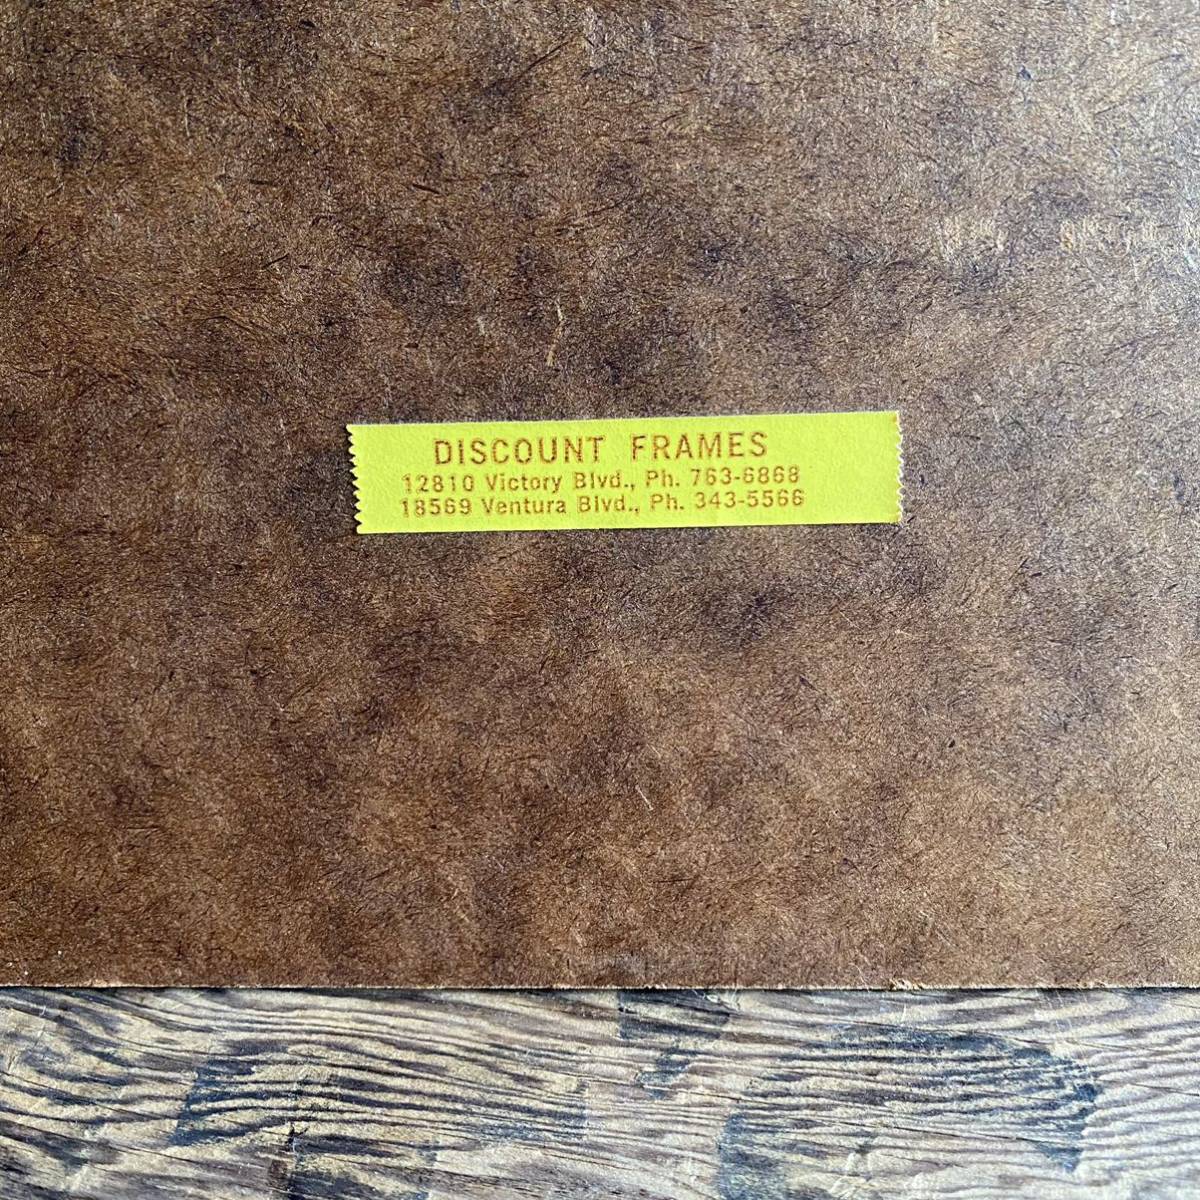 DISCOUNT FRAMES
12810 Victory Blvd., Ph. 763-6868
18569 Ventura Blvd., Ph. 343-5566